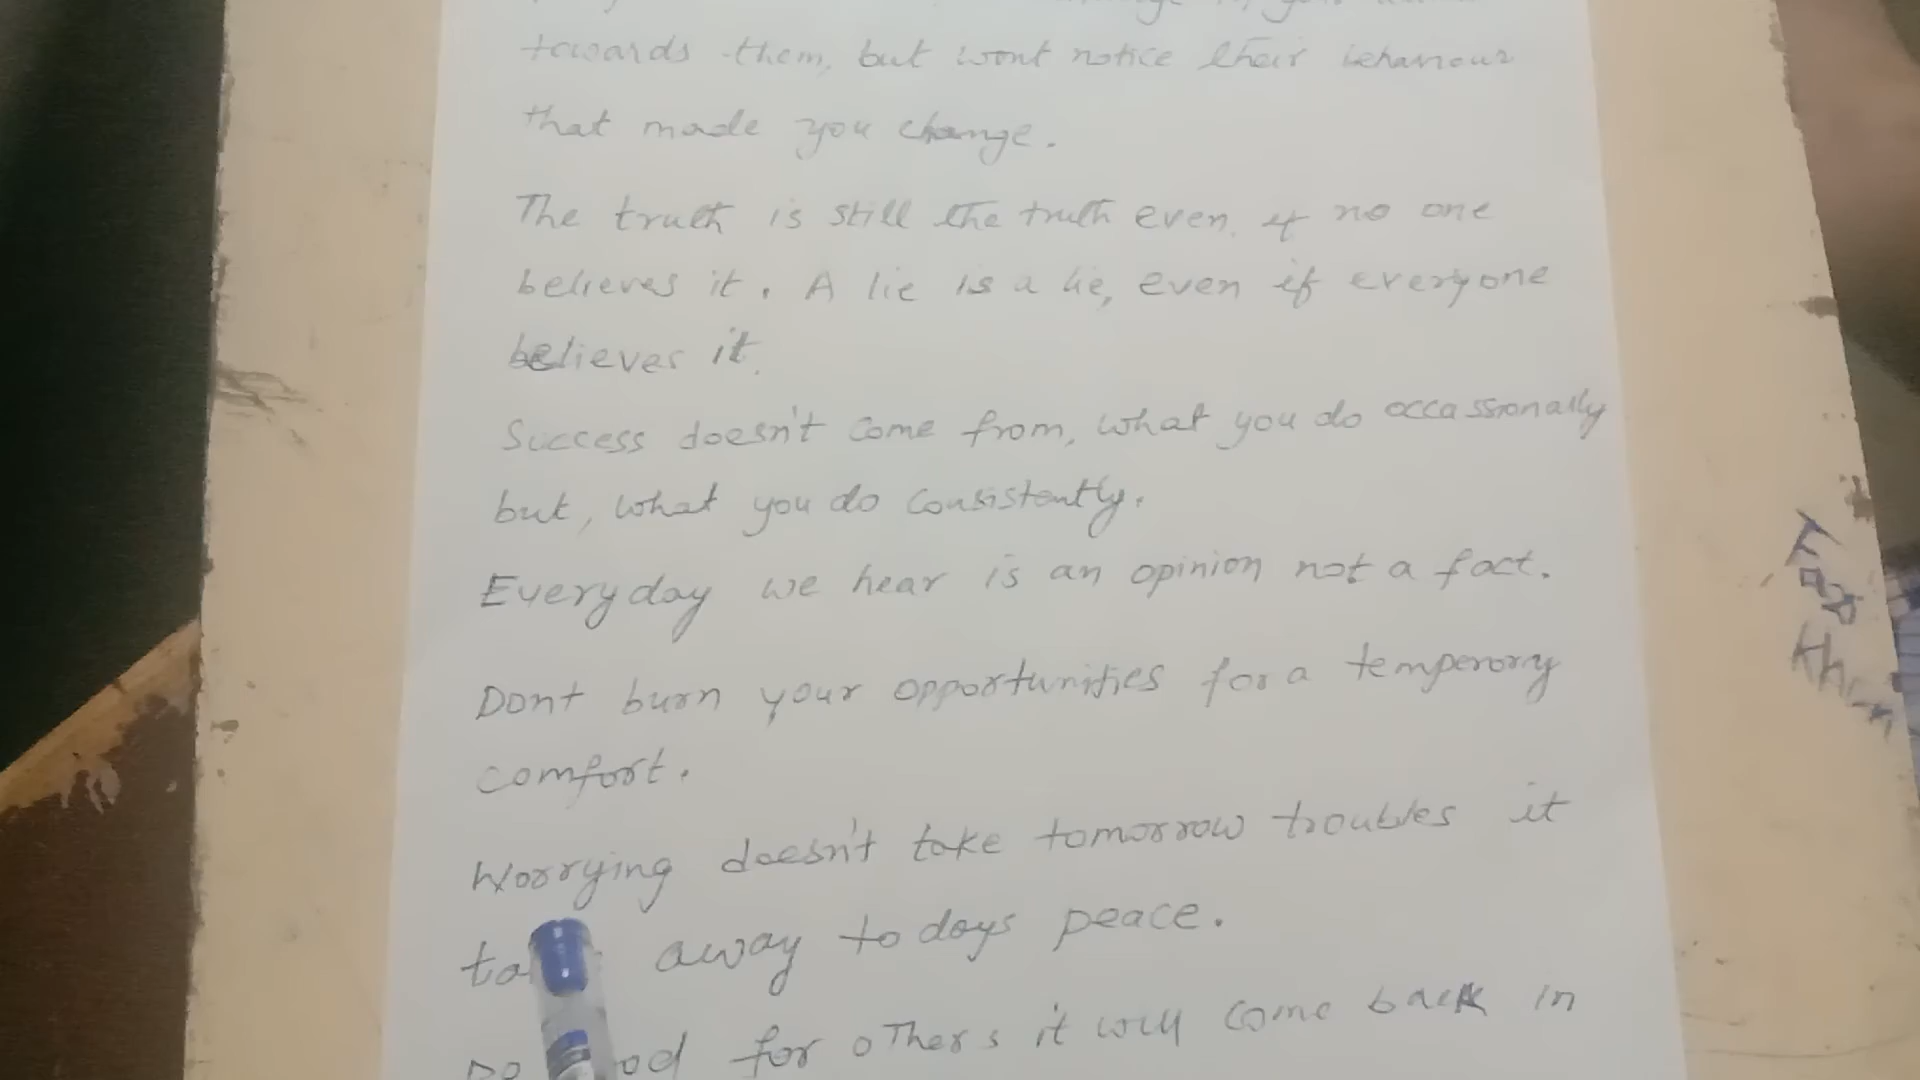 towards them, but wont notice their behaviour
that made you change.
The truth is still the truth even if no one
believes it. A lie is a lie, even if everyone
believes it.
Success doesn't come from, what you do occassionally
but, what you do consistently.
Everyday we hear is an opinion not a fact.
Dont burn your opportunities for a temperory
comfort.
Worrying doesn't take tomorrow troubles it
away todays peace.
for others it will come back in